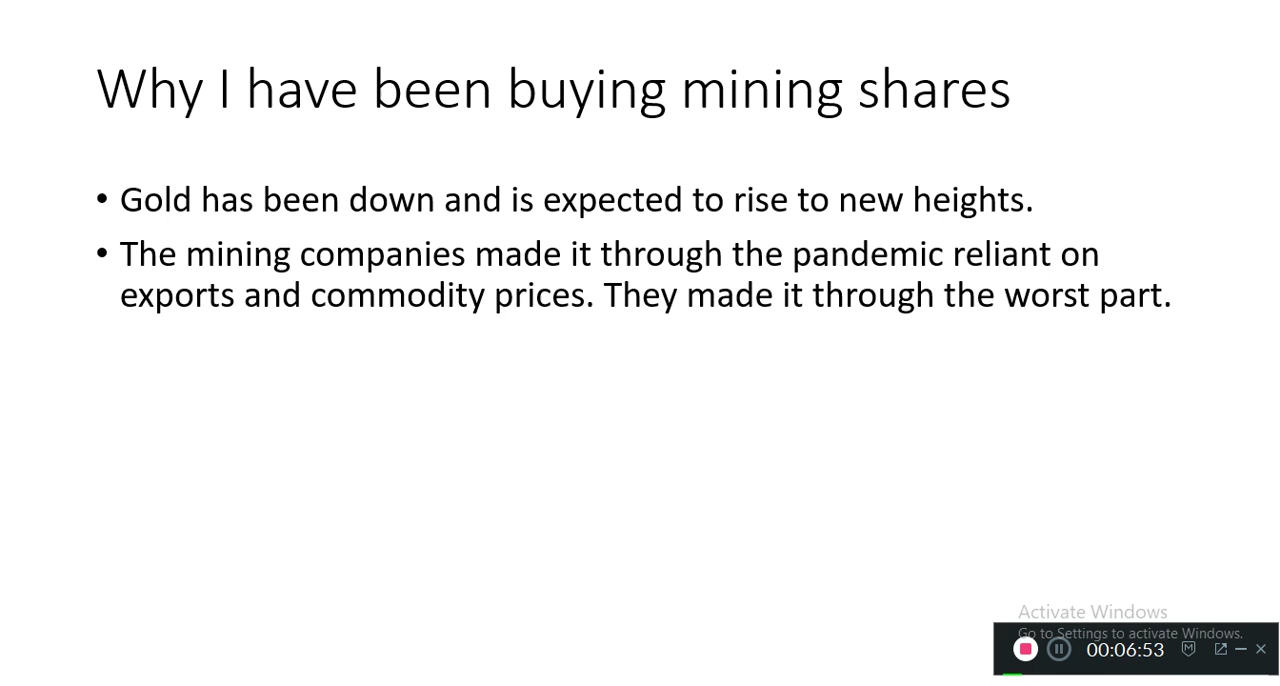 Why I have been buying mining shares
• Gold has been down and is expected to rise to new heights.
• The mining companies made it through the pandemic reliant on
exports and commodity prices. They made it through the worst part.
Activate Windows
Go to Settings to activate Windows.
00:06:53